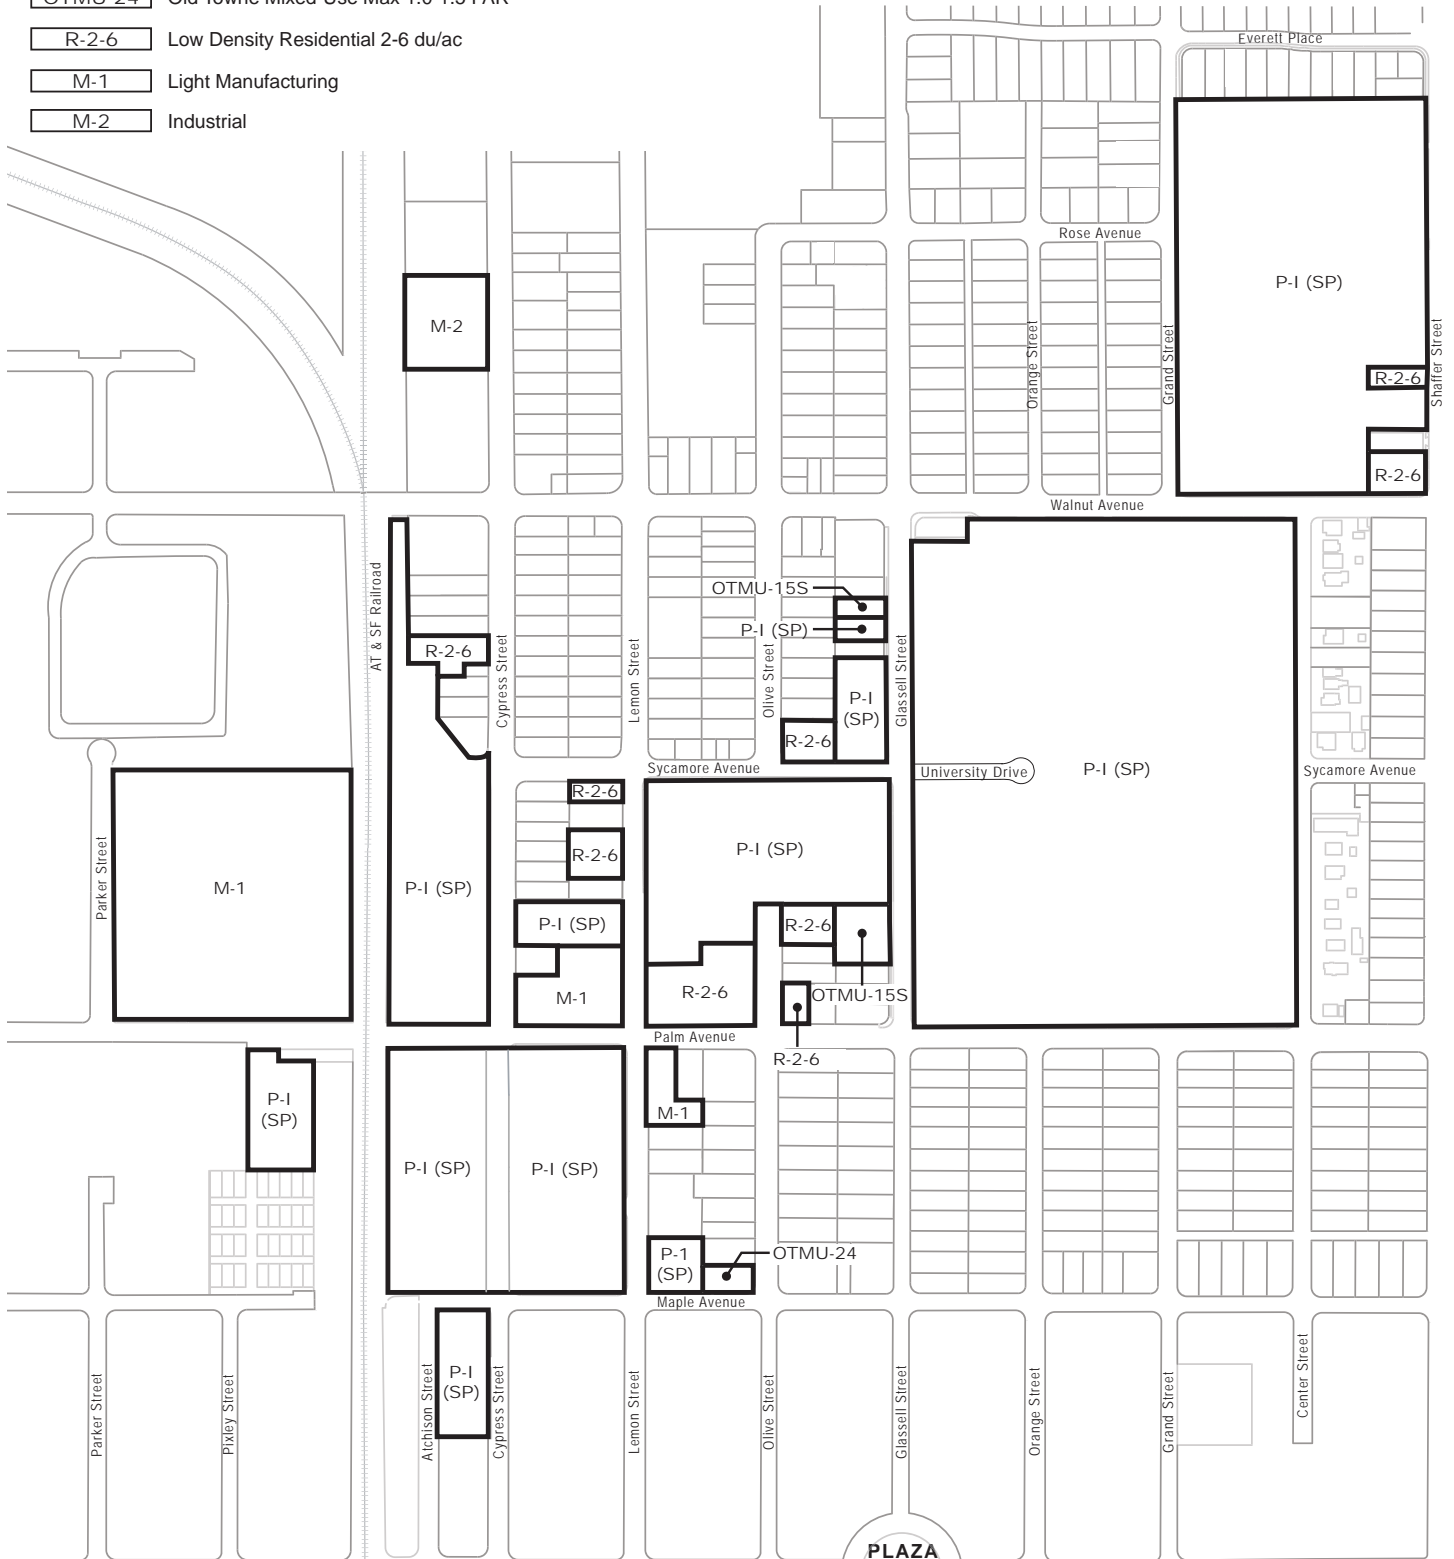 OTMU-24 Old Towne Mixed Use Max 1.0-1.5 FAR
R-2-6 Low Density Residential 2-6 du/ac
M-1 Light Manufacturing
M-2 Industrial
Everett Place
Rose Avenue
P-I (SP)
M-2
Orange Street
Grand Street
Shaffer Street
R-2-6
R-2-6
Walnut Avenue
AT & SF Railroad
OTMU-15S
P-I (SP)
R-2-6
Cypress Street
Lemon Street
Olive Street
Glassell Street
P-I
(SP)
R-2-6
Sycamore Avenue
University Drive
P-I (SP)
Sycamore Avenue
R-2-6
Parker Street
M-1
P-I (SP)
R-2-6
P-I (SP)
P-I (SP)
R-2-6
M-1
R-2-6
OTMU-15S
Palm Avenue
R-2-6
P-I
(SP)
M-1
P-I (SP)
P-I (SP)
P-1
(SP)
OTMU-24
Maple Avenue
P-I
(SP)
Parker Street
Pixley Street
Atchison Street
Cypress Street
Lemon Street
Olive Street
Glassell Street
Orange Street
Grand Street
Center Street
PLAZA